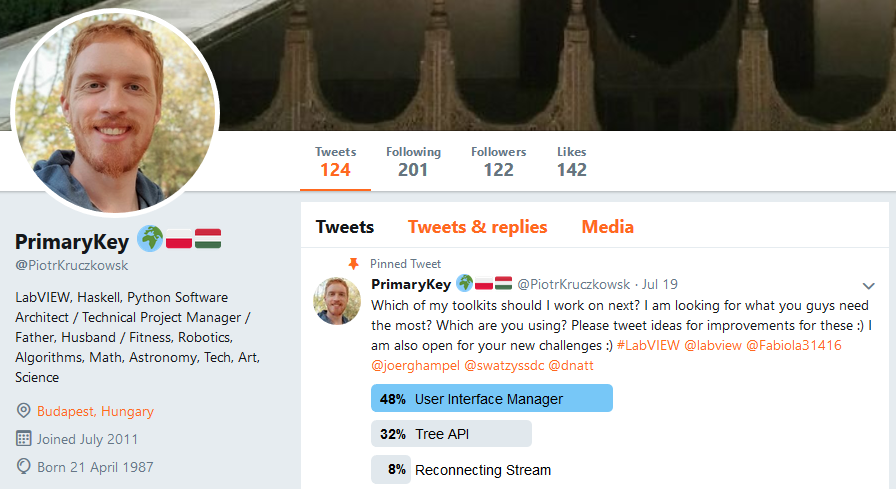 Tweets Following Followers Likes
124 201 122 142
PrimaryKey
@PiotrKruczkowsk
LabVIEW, Haskell, Python Software
Architect / Technical Project Manager /
Father, Husband / Fitness, Robotics,
Algorithms, Math, Astronomy, Tech, Art,
Science
Budapest, Hungary
Joined July 2011
Born 21 April 1987
Tweets Tweets & replies Media
Pinned Tweet
PrimaryKey @PiotrKruczkowsk · Jul 19
Which of my toolkits should I work on next? I am looking for what you guys need
the most? Which are you using? Please tweet ideas for improvements for these :) I
am also open for your new challenges :) #LabVIEW @labview @Fabiola31416
@joerghampel @swatzyssdc @dnatt
48% User Interface Manager
32% Tree API
8% Reconnecting Stream